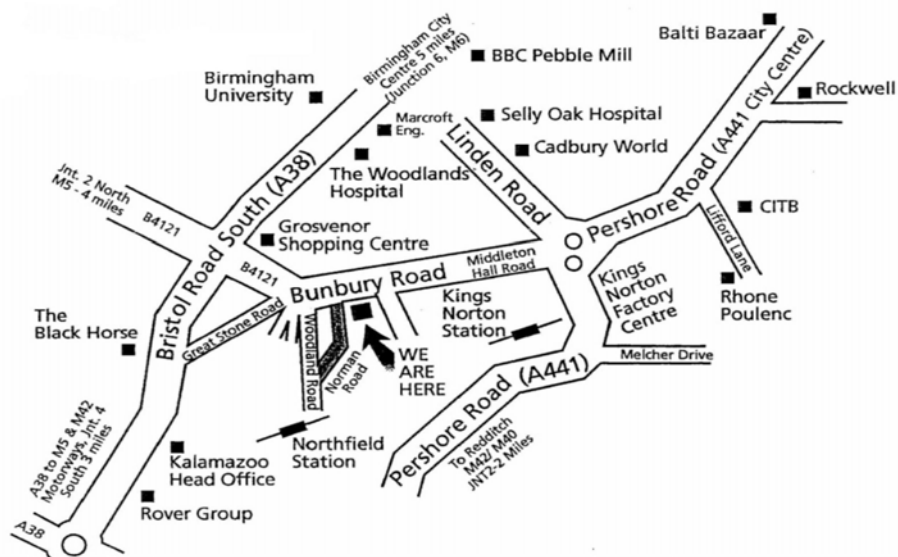 Balti Bazaar
Birmingham City
Centre 5 miles
(Junction 6, M6)
BBC Pebble Mill
Birmingham
University
Rockwell
Marcroft
Eng.
Selly Oak Hospital
Linden Road
Cadbury World
Pershore Road (A441 City Centre)
The Woodlands
Hospital
Jnt. 2 North
M5 - 4 miles
B4121
Bristol Road South (A38)
CITB
Lifford Lane
Grosvenor
Shopping Centre
B4121
Middleton
Hall Road
Bunbury Road
Kings
Norton
Factory
Centre
Rhone
Poulenc
Kings
Norton
Station
The
Black Horse
Great Stone Road
Woodland Road
Norman
Road
WE
ARE
HERE
Melcher Drive
Pershore Road (A441)
Northfield
Station
To Redditch
M42/ M40
JNT2-2 Miles
A38 to M5 & M42
Motorways, Jnt. 4
South 3 miles
Kalamazoo
Head Office
Rover Group
A38